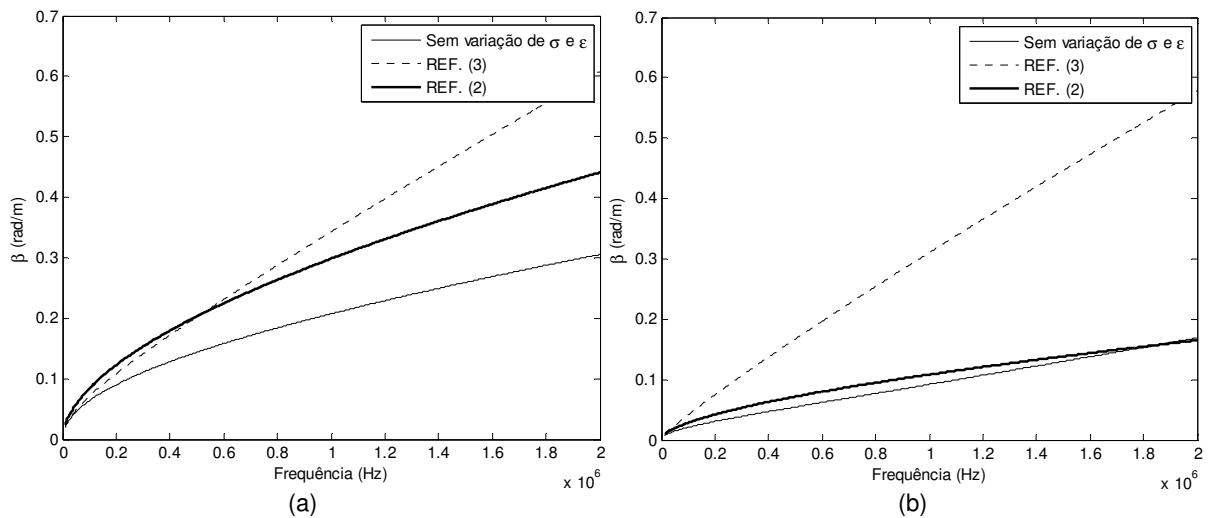 0.7
0.6
0.5
0.4
0.3
0.2
0.1
0
β (rad/m)
Sem variação de σ e ε
REF. (3)
REF. (2)
0 0.2 0.4 0.6 0.8 1 1.2 1.4 1.6 1.8 2
Frequência (Hz)
x 10^6
(a)
0.7
0.6
0.5
0.4
0.3
0.2
0.1
0
β (rad/m)
Sem variação de σ e ε
REF. (3)
REF. (2)
0 0.2 0.4 0.6 0.8 1 1.2 1.4 1.6 1.8 2
Frequência (Hz)
x 10^6
(b)